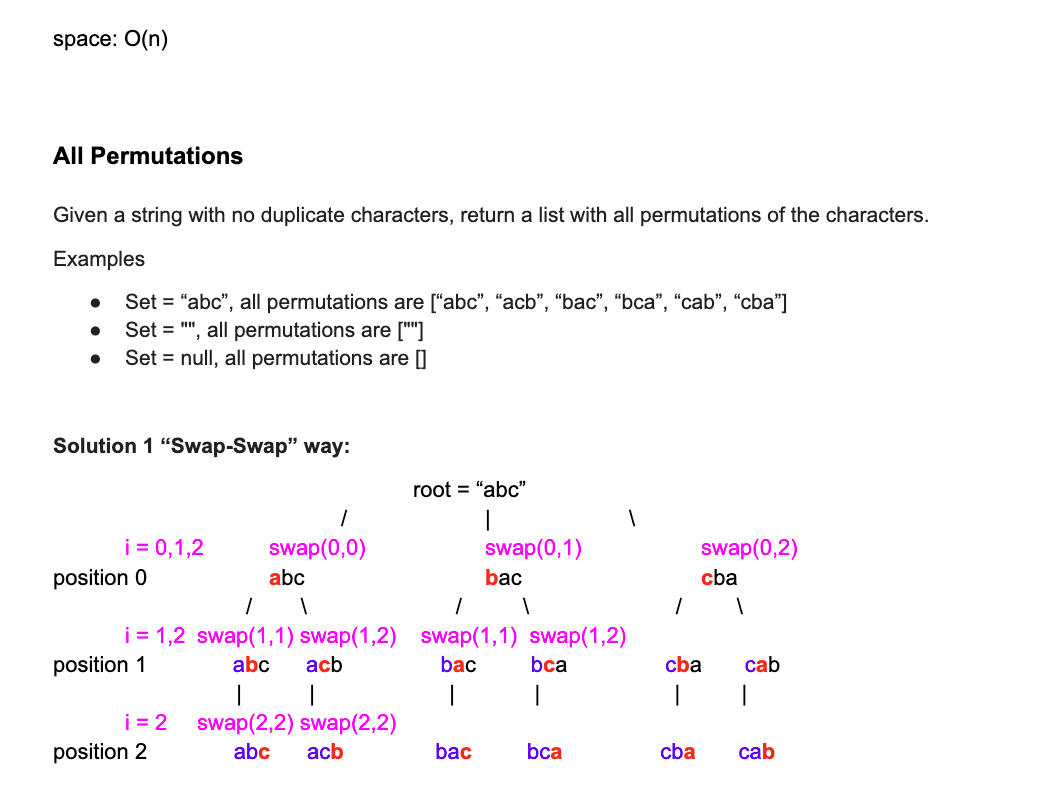 space: O(n)
All Permutations
Given a string with no duplicate characters, return a list with all permutations of the characters.
Examples
● Set = “abc”, all permutations are [“abc”, “acb”, “bac”, “bca”, “cab”, “cba”]
● Set = "", all permutations are [""]
● Set = null, all permutations are []
Solution 1 “Swap-Swap” way:
root = “abc”
/ | \
i = 0,1,2 swap(0,0) swap(0,1) swap(0,2)
position 0 abc bac cba
/ \ / \ / \
i = 1,2 swap(1,1) swap(1,2) swap(1,1) swap(1,2)
position 1 abc acb bac bca cba cab
| | | | | |
i = 2 swap(2,2) swap(2,2)
position 2 abc acb bac bca cba cab